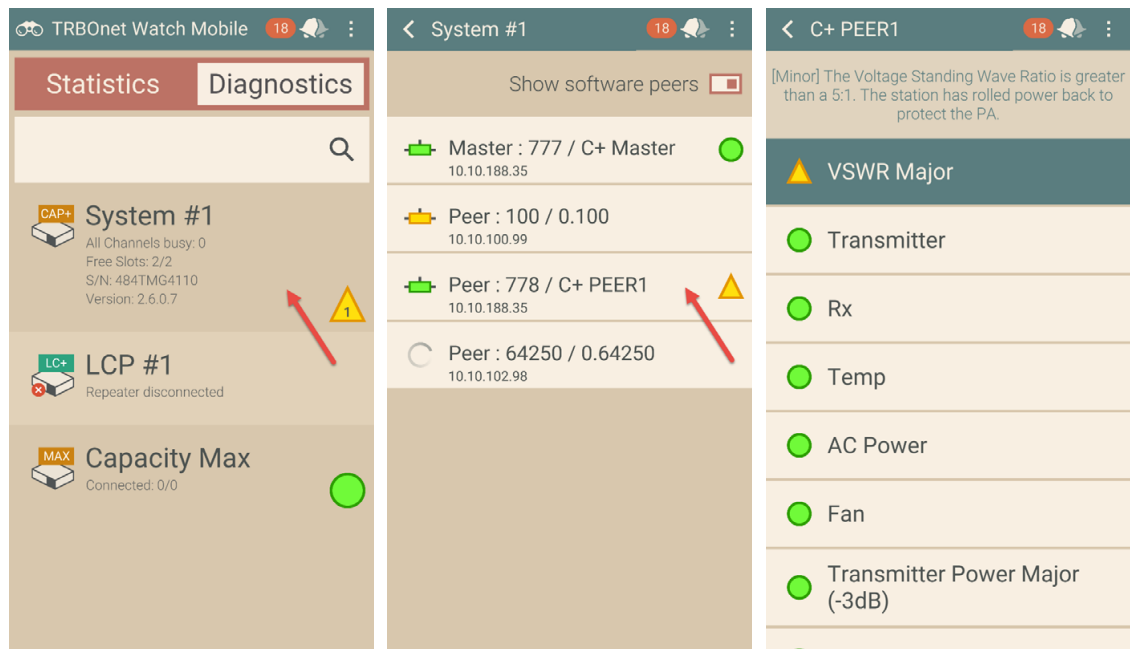 TRBOnet Watch Mobile 18
Statistics Diagnostics
CAP+ System #1
All Channels busy: 0
Free Slots: 2/2
S/N: 484TMG4110
Version: 2.6.0.7
1
LC+ LCP #1
Repeater disconnected
MAX Capacity Max
Connected: 0/0
System #1 18
Show software peers
Master : 777 / C+ Master
10.10.188.35
Peer : 100 / 0.100
10.10.100.99
Peer : 778 / C+ PEER1
10.10.188.35
Peer : 64250 / 0.64250
10.10.102.98
C+ PEER1 18
[Minor] The Voltage Standing Wave Ratio is greater
than a 5:1. The station has rolled power back to
protect the PA.
VSWR Major
Transmitter
Rx
Temp
AC Power
Fan
Transmitter Power Major
(-3dB)